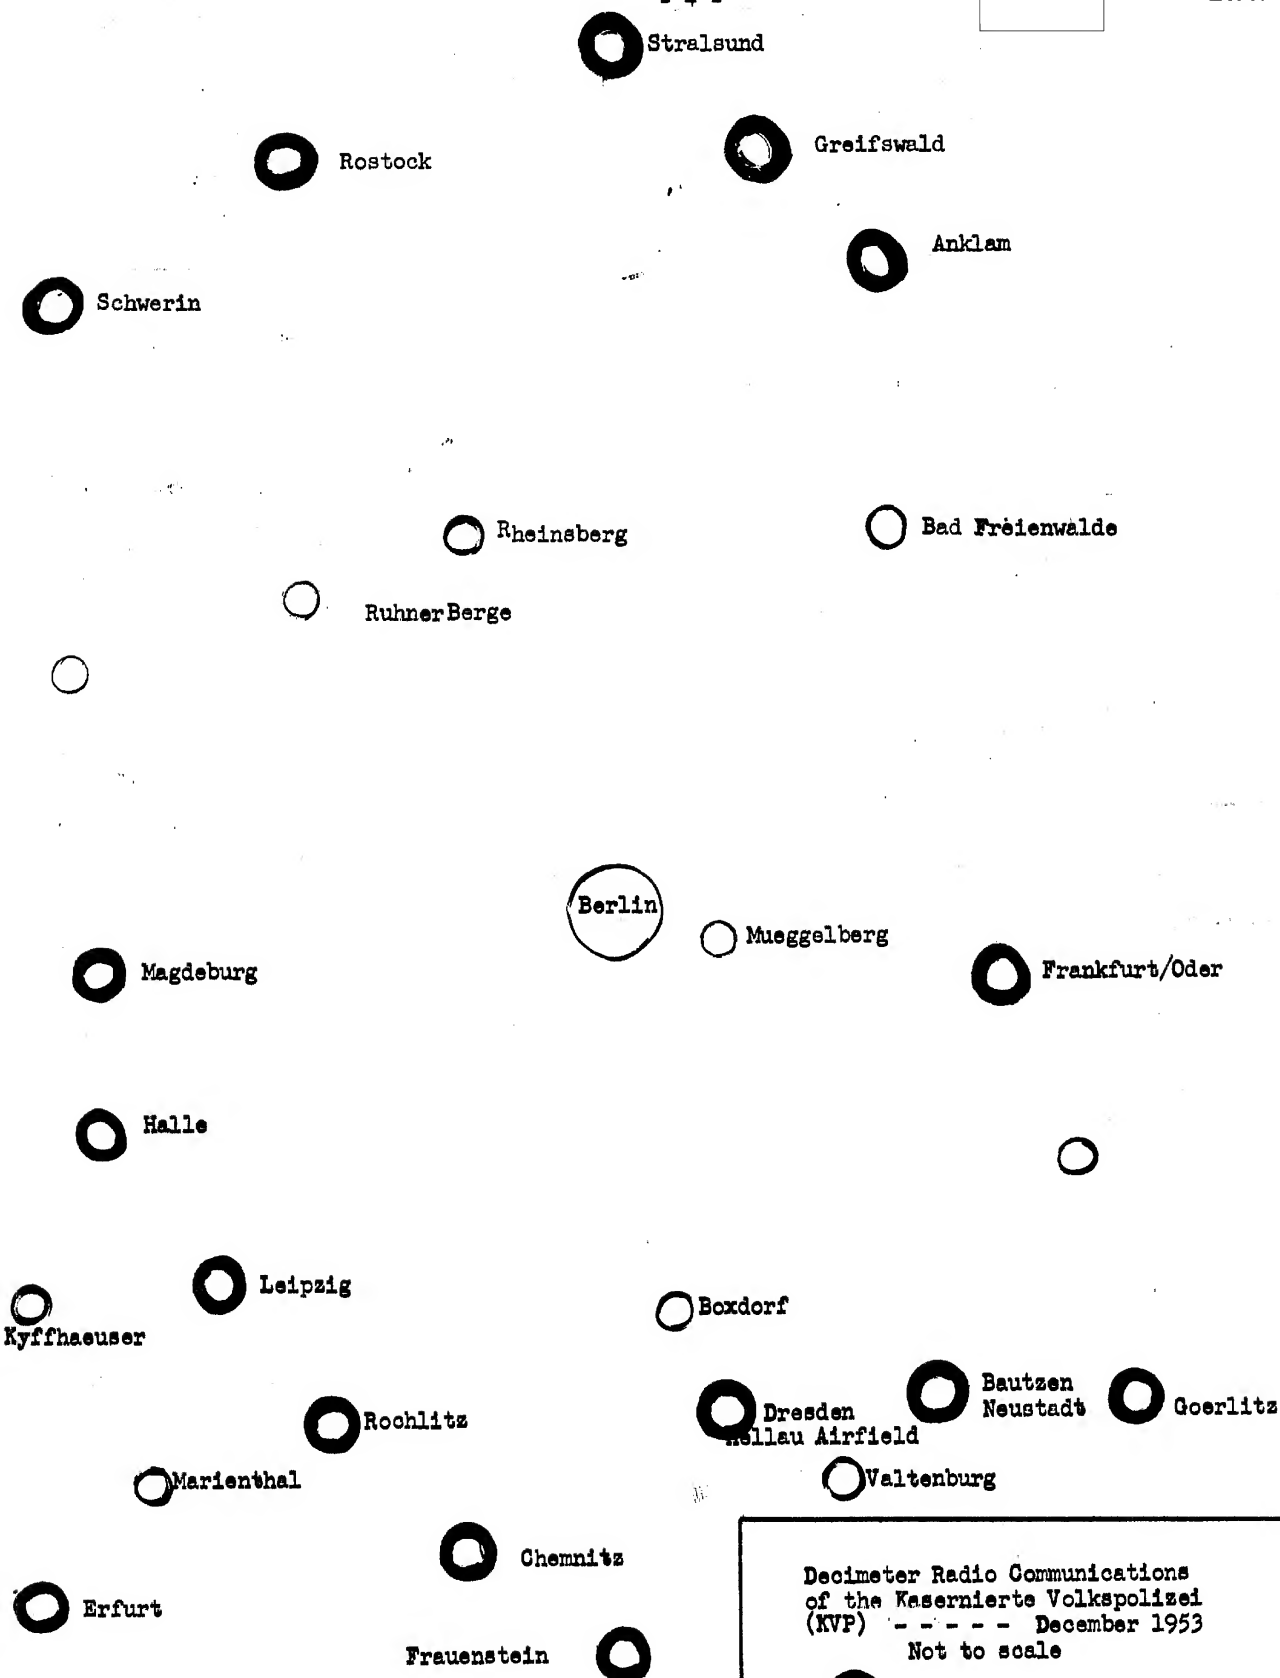 - 4 -
Stralsund
Greifswald
Rostock
Anklam
Schwerin
Rheinsberg
Bad Freienwalde
Ruhner Berge
Berlin
Mueggelberg
Magdeburg
Frankfurt/Oder
Halle
Leipzig
Boxdorf
Kyffhaeuser
Bautzen
Neustadt
Goerlitz
Rochlitz
Dresden
Airfield
Marienthal
Valtenburg
Chemnitz
Erfurt
Frauenstein
Decimeter Radio Communications
of the Kasernierte Volkspolizei
(KVP) - - - - - December 1953
Not to scale